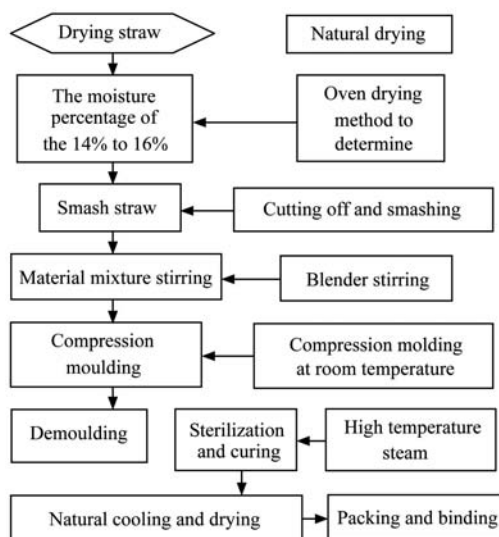 Drying straw
Natural drying
The moisture
percentage of
the 14% to 16%
Oven drying
method to
determine
Smash straw
Cutting off and smashing
Material mixture stirring
Blender stirring
Compression
moulding
Compression molding
at room temperature
Demoulding
Sterilization
and curing
High temperature
steam
Natural cooling and drying
Packing and binding